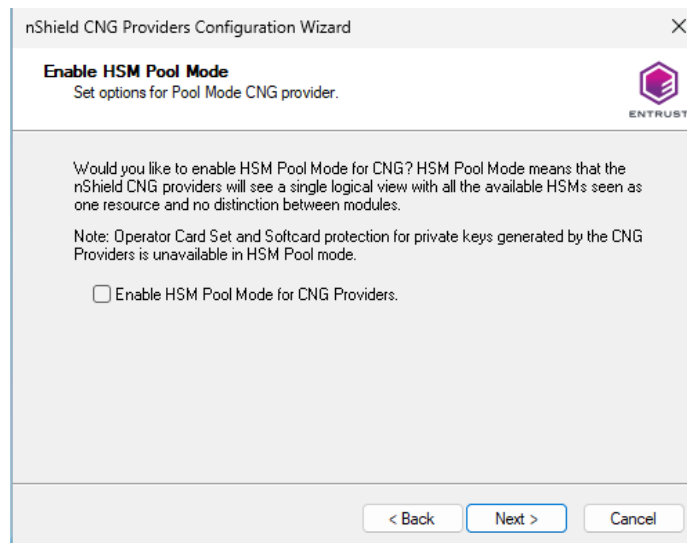 nShield CNG Providers Configuration Wizard
Enable HSM Pool Mode
Set options for Pool Mode CNG provider.
ENTRUST
Would you like to enable HSM Pool Mode for CNG? HSM Pool Mode means that the
nShield CNG providers will see a single logical view with all the available HSMs seen as
one resource and no distinction between modules.
Note: Operator Card Set and Softcard protection for private keys generated by the CNG
Providers is unavailable in HSM Pool mode.
Enable HSM Pool Mode for CNG Providers.
< Back
Next >
Cancel